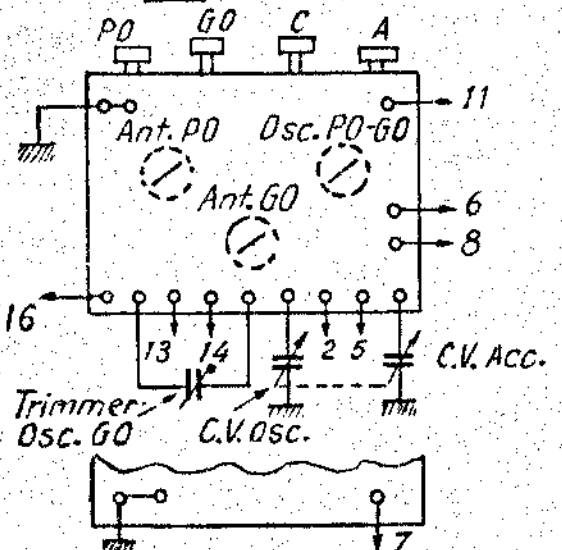 PO GO C A
11
Ant. PO Osc. PO-GO
Ant. GO
6
8
16
13 14 2 5
C.V. Acc.
Trimmer
Osc. GO
C.V. Osc.
7